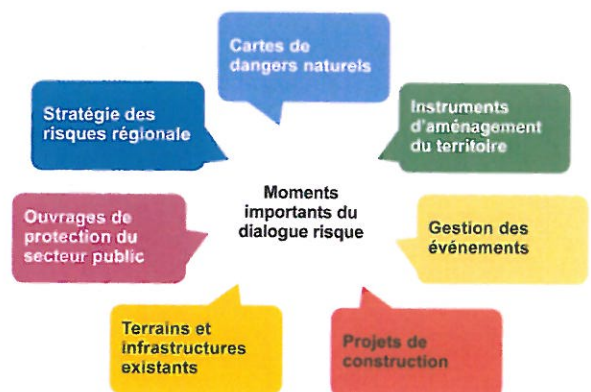 Cartes de
dangers naturels
Stratégie des
risques régionale
Instruments
d'aménagement
du territoire
Moments
importants du
dialogue risque
Ouvrages de
protection du
secteur public
Gestion des
événements
Terrains et
infrastructures
existants
Projets de
construction